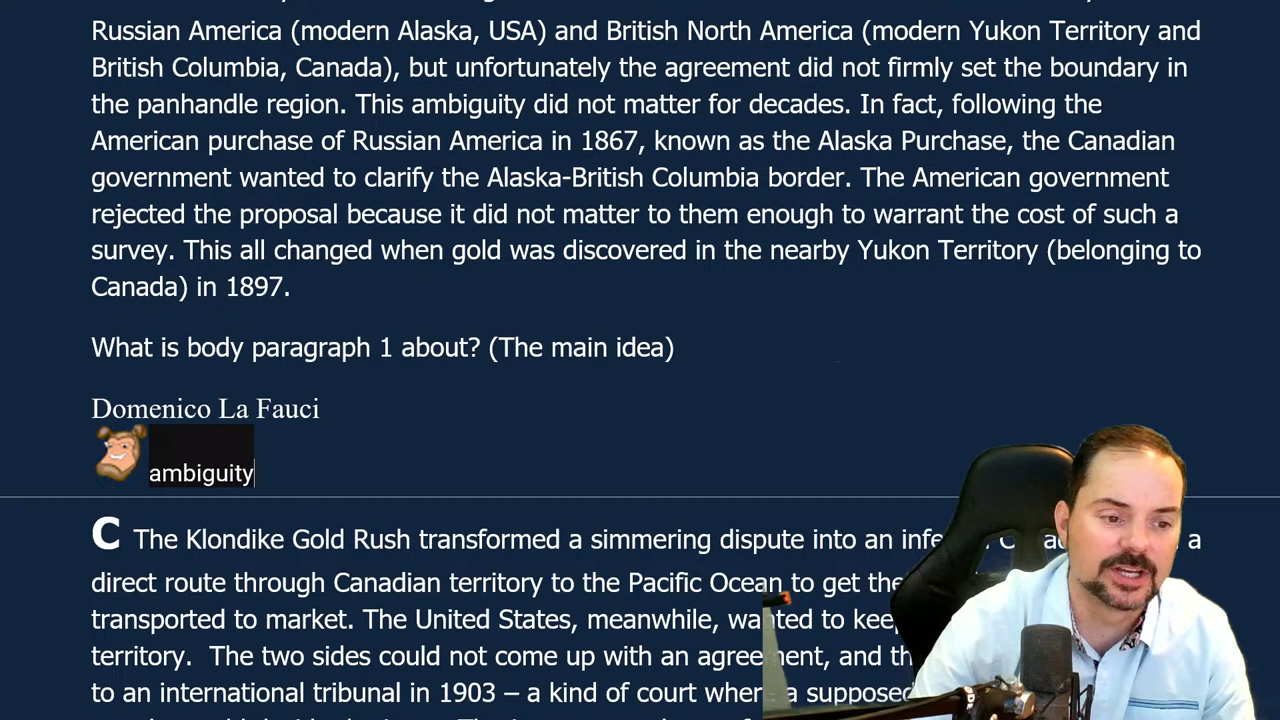 Russian America (modern Alaska, USA) and British North America (modern Yukon Territory and
British Columbia, Canada), but unfortunately the agreement did not firmly set the boundary in
the panhandle region. This ambiguity did not matter for decades. In fact, following the
American purchase of Russian America in 1867, known as the Alaska Purchase, the Canadian
government wanted to clarify the Alaska-British Columbia border. The American government
rejected the proposal because it did not matter to them enough to warrant the cost of such a
survey. This all changed when gold was discovered in the nearby Yukon Territory (belonging to
Canada) in 1897.
What is body paragraph 1 about? (The main idea)
Domenico La Fauci
ambiguity
C The Klondike Gold Rush transformed a simmering dispute into an a
direct route through Canadian territory to the Pacific Ocean to get
transported to market. The United States, meanwhile, wanted to
territory. The two sides could not come up with an agreement, and
to an international tribunal in 1903 – a kind of court where a